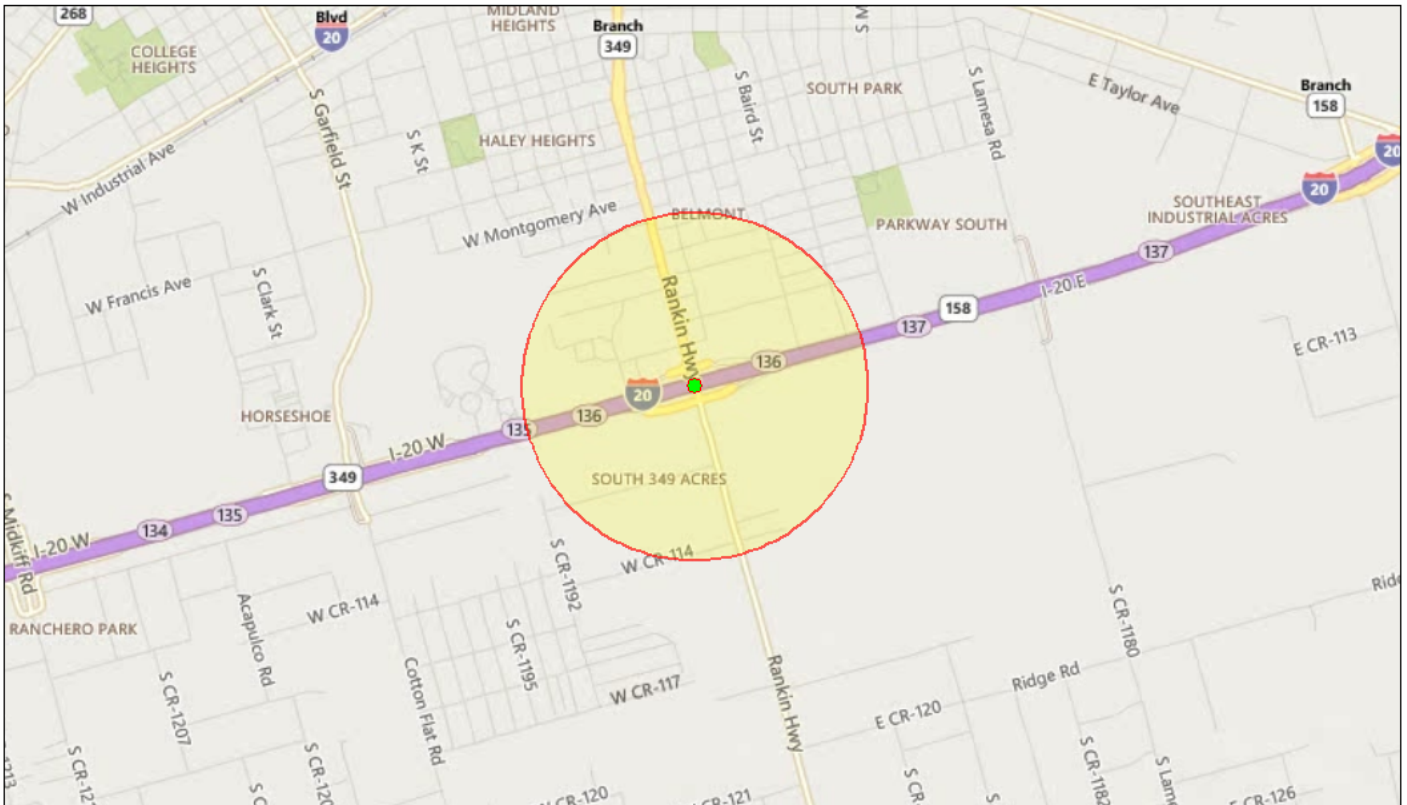 268
Blvd
20
COLLEGE
HEIGHTS
MIDLAND
HEIGHTS
Branch
349
S Baird St
SOUTH PARK
S Lamesa Rd
E Taylor Ave
Branch
158
20
S Garfield St
S K St
HALEY HEIGHTS
W Industrial Ave
20
SOUTHEAST
INDUSTRIAL ACRES
W Montgomery Ave
BELMONT
PARKWAY SOUTH
137
W Francis Ave
S Clark St
Rankin Hwy
I-20 E
158
137
E CR-113
136
20
136
135
HORSESHOE
I-20 W
349
SOUTH 349 ACRES
S Midkiff Rd
I-20 W
134
135
W CR-114
S CR-1192
W CR-114
Acapulco Rd
RANCHERO PARK
S CR-1195
S CR-1180
Cotton Flat Rd
W CR-117
Rankin Hwy
Ridge Rd
E CR-120
S CR-1207
S CR-1182
CR-120
CR-121
E CR-126